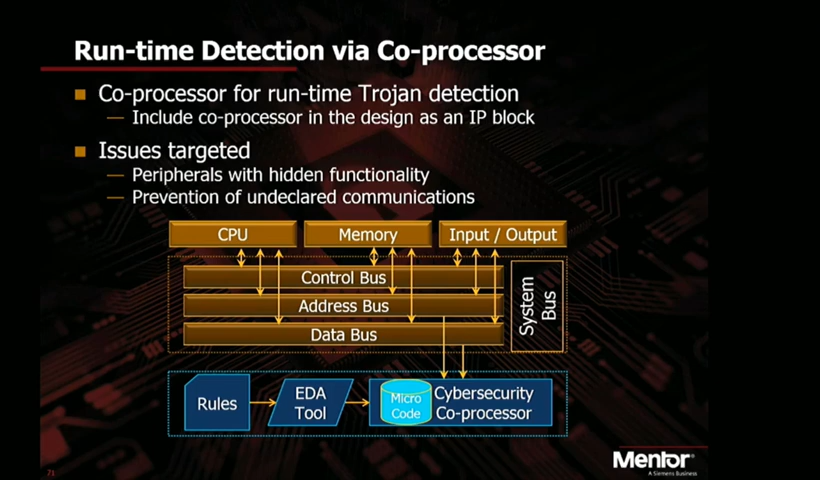 Run-time Detection via Co-processor
Co-processor for run-time Trojan detection
— Include co-processor in the design as an IP block
Issues targeted
— Peripherals with hidden functionality
— Prevention of undeclared communications
CPU
Memory
Input / Output
Control Bus
Address Bus
Data Bus
System
Bus
Rules
EDA
Tool
Micro
Code
Cybersecurity
Co-processor
Mentor
A Siemens Business
71